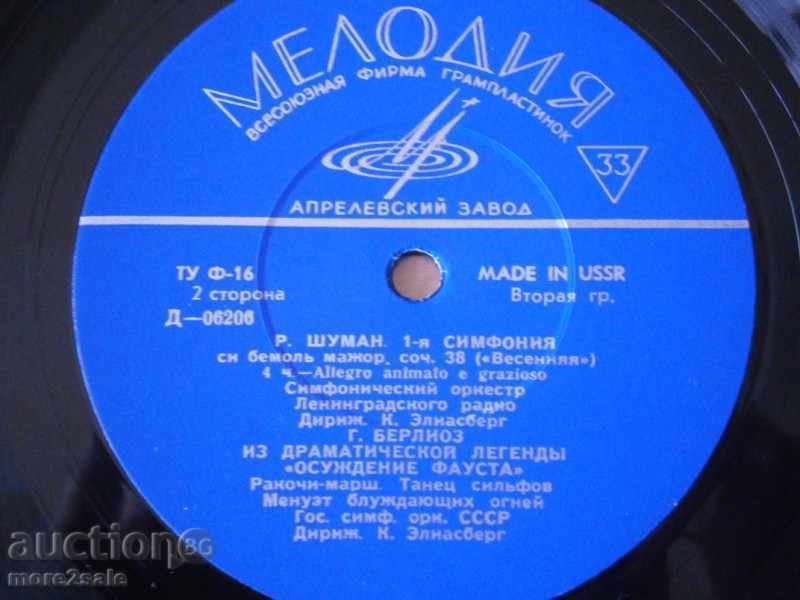 МЕЛОДИЯ
ВСЕСОЮЗНАЯ ФИРМА ГРАМПЛАСТИНОК
33
АПРЕЛЕВСКИЙ ЗАВОД
ТУ Ф-16
2 сторона
Д—06206
MADE IN USSR
Вторая гр.
Р. ШУМАН. 1-я СИМФОНИЯ
си бемоль мажор, соч. 38 («Весенняя»)
4 ч.—Allegro animato e grazioso
Симфонический оркестр
Ленинградского радио
Дириж. К. Элиасберг
Г. БЕРЛИОЗ
ИЗ ДРАМАТИЧЕСКОЙ ЛЕГЕНДЫ
«ОСУЖДЕНИЕ ФАУСТА»
Ракочи-марш. Танец сильфов
Менуэт блуждающих огней
Гос. симф. орк. СССР
Дириж. К. Элиасберг
auction86
more2sale